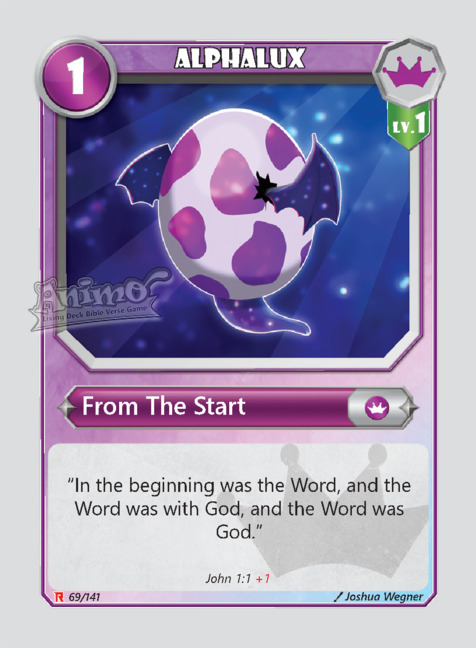 ALPHALUX
1
LV.1
Animo
Living Deck Bible Verse Game
From The Start
“In the beginning was the Word, and the
Word was with God, and the Word was
God.”
John 1:1 +1
R 69/141
Joshua Wegner